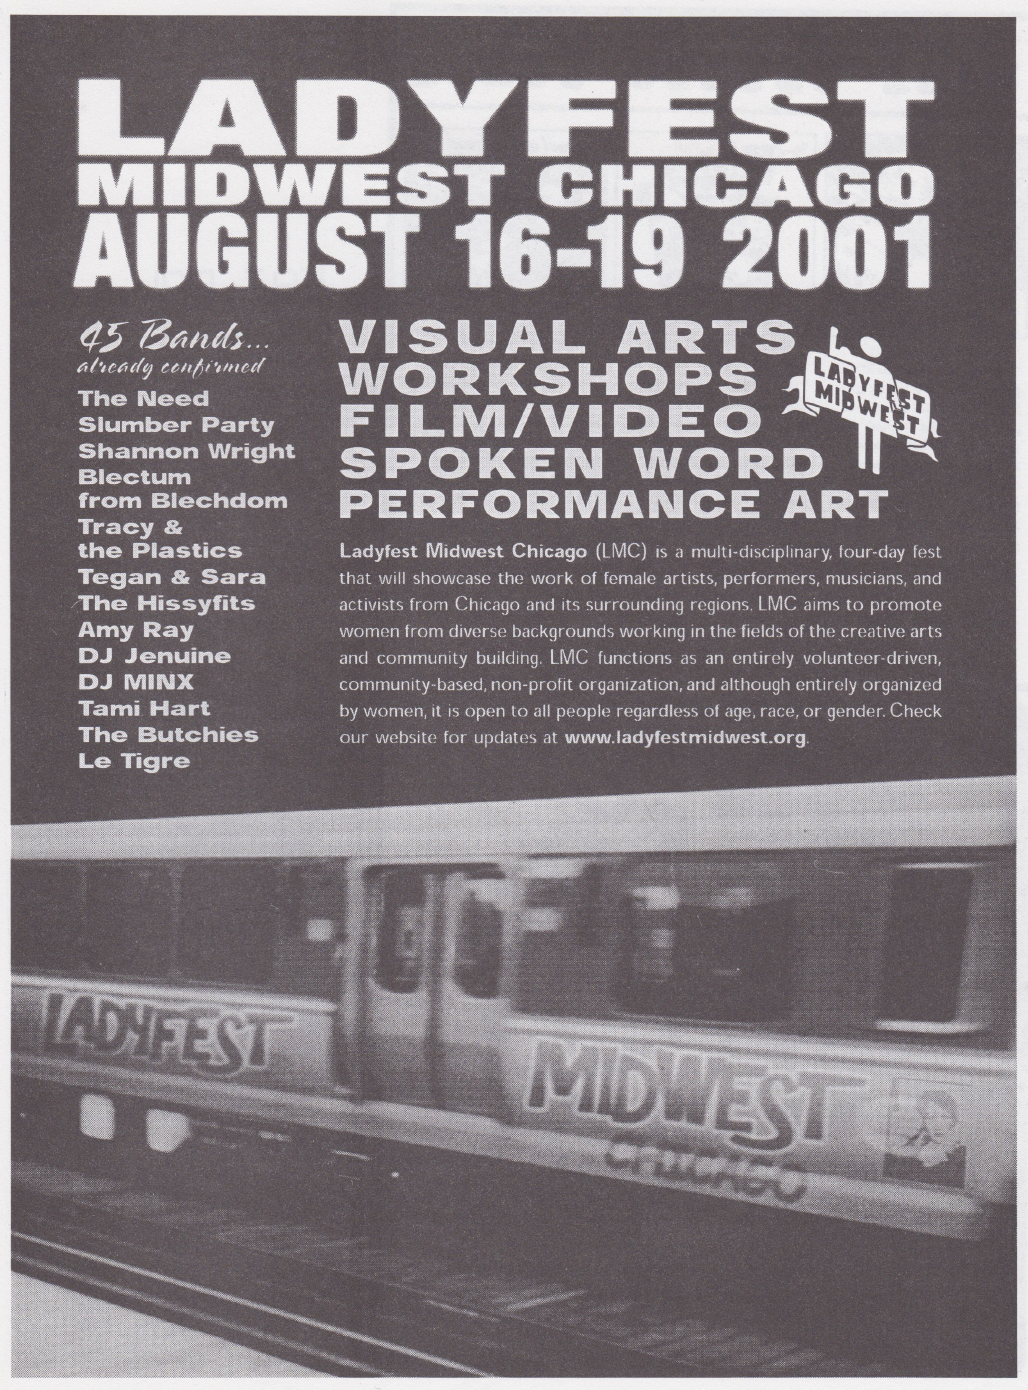 LADYFEST
MIDWEST CHICAGO
AUGUST 16-19 2001
45 Bands...
already confirmed
The Need
Slumber Party
Shannon Wright
Blectum
from Blechdom
Tracy &
the Plastics
Tegan & Sara
The Hissyfits
Amy Ray
DJ Jenuine
DJ MINX
Tami Hart
The Butchies
Le Tigre
VISUAL ARTS
WORKSHOPS
FILM/VIDEO
SPOKEN WORD
PERFORMANCE ART
LADYFEST
MIDWEST
Ladyfest Midwest Chicago (LMC) is a multi-disciplinary, four-day fest
that will showcase the work of female artists, performers, musicians, and
activists from Chicago and its surrounding regions. LMC aims to promote
women from diverse backgrounds working in the fields of the creative arts
and community building. LMC functions as an entirely volunteer-driven,
community-based, non-profit organization, and although entirely organized
by women, it is open to all people regardless of age, race, or gender. Check
our website for updates at www.ladyfestmidwest.org.
LADYFEST
MIDWEST
CHICAGO